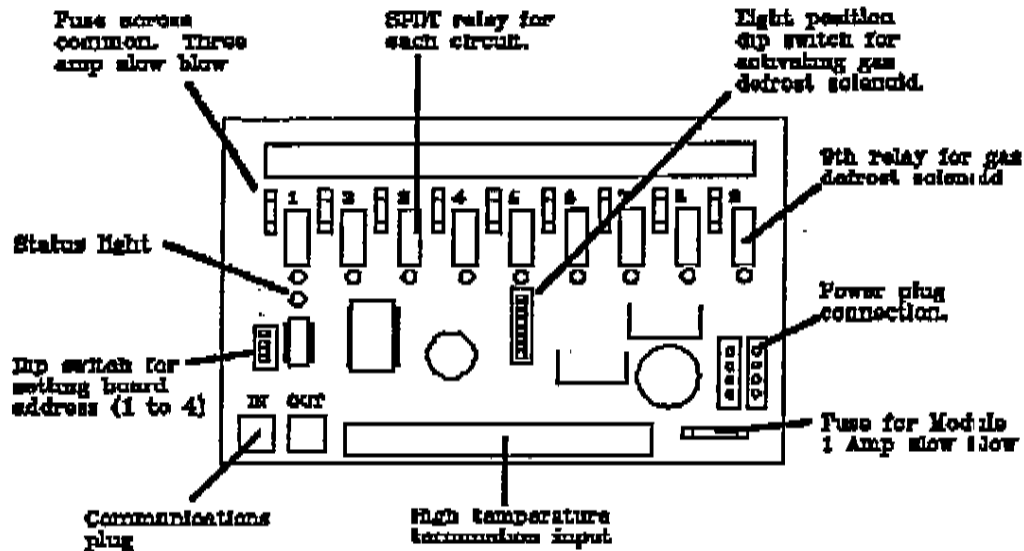 Fuse across
common. Three
amp slow blow
SPDT relay for
each circuit.
Eight position
dip switch for
activating gas
defrost solenoid.
9th relay for gas
defrost solenoid
1 2 3 4 5 6 7 8 9
Status light
Power plug
connection.
Dip switch for
setting board
address (1 to 4)
IN OUT
Fuse for Module
1 Amp slow blow
Communications
plug
High temperature
termination input